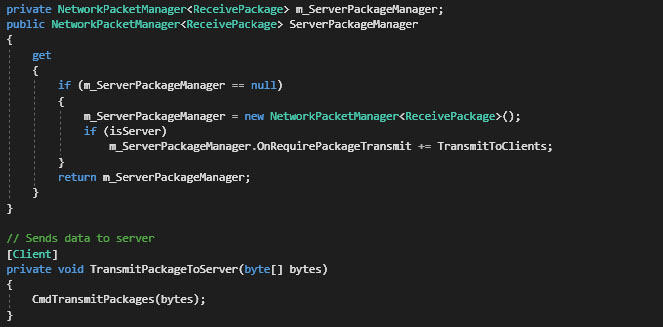 private NetworkPacketManager<ReceivePackage> m_ServerPackageManager;
public NetworkPacketManager<ReceivePackage> ServerPackageManager
{
    get
    {
        if (m_ServerPackageManager == null)
        {
            m_ServerPackageManager = new NetworkPacketManager<ReceivePackage>();
            if (isServer)
                m_ServerPackageManager.OnRequirePackageTransmit += TransmitToClients;
        }
        return m_ServerPackageManager;
    }
}

// Sends data to server
[Client]
private void TransmitPackageToServer(byte[] bytes)
{
    CmdTransmitPackages(bytes);
}